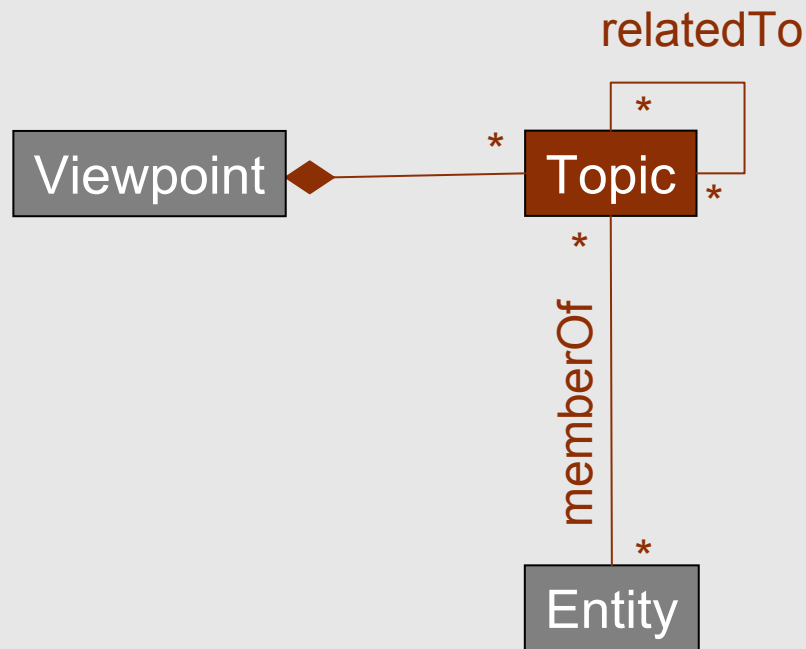 relatedTo
*
*
Viewpoint
Topic
*
*
memberOf
*
Entity